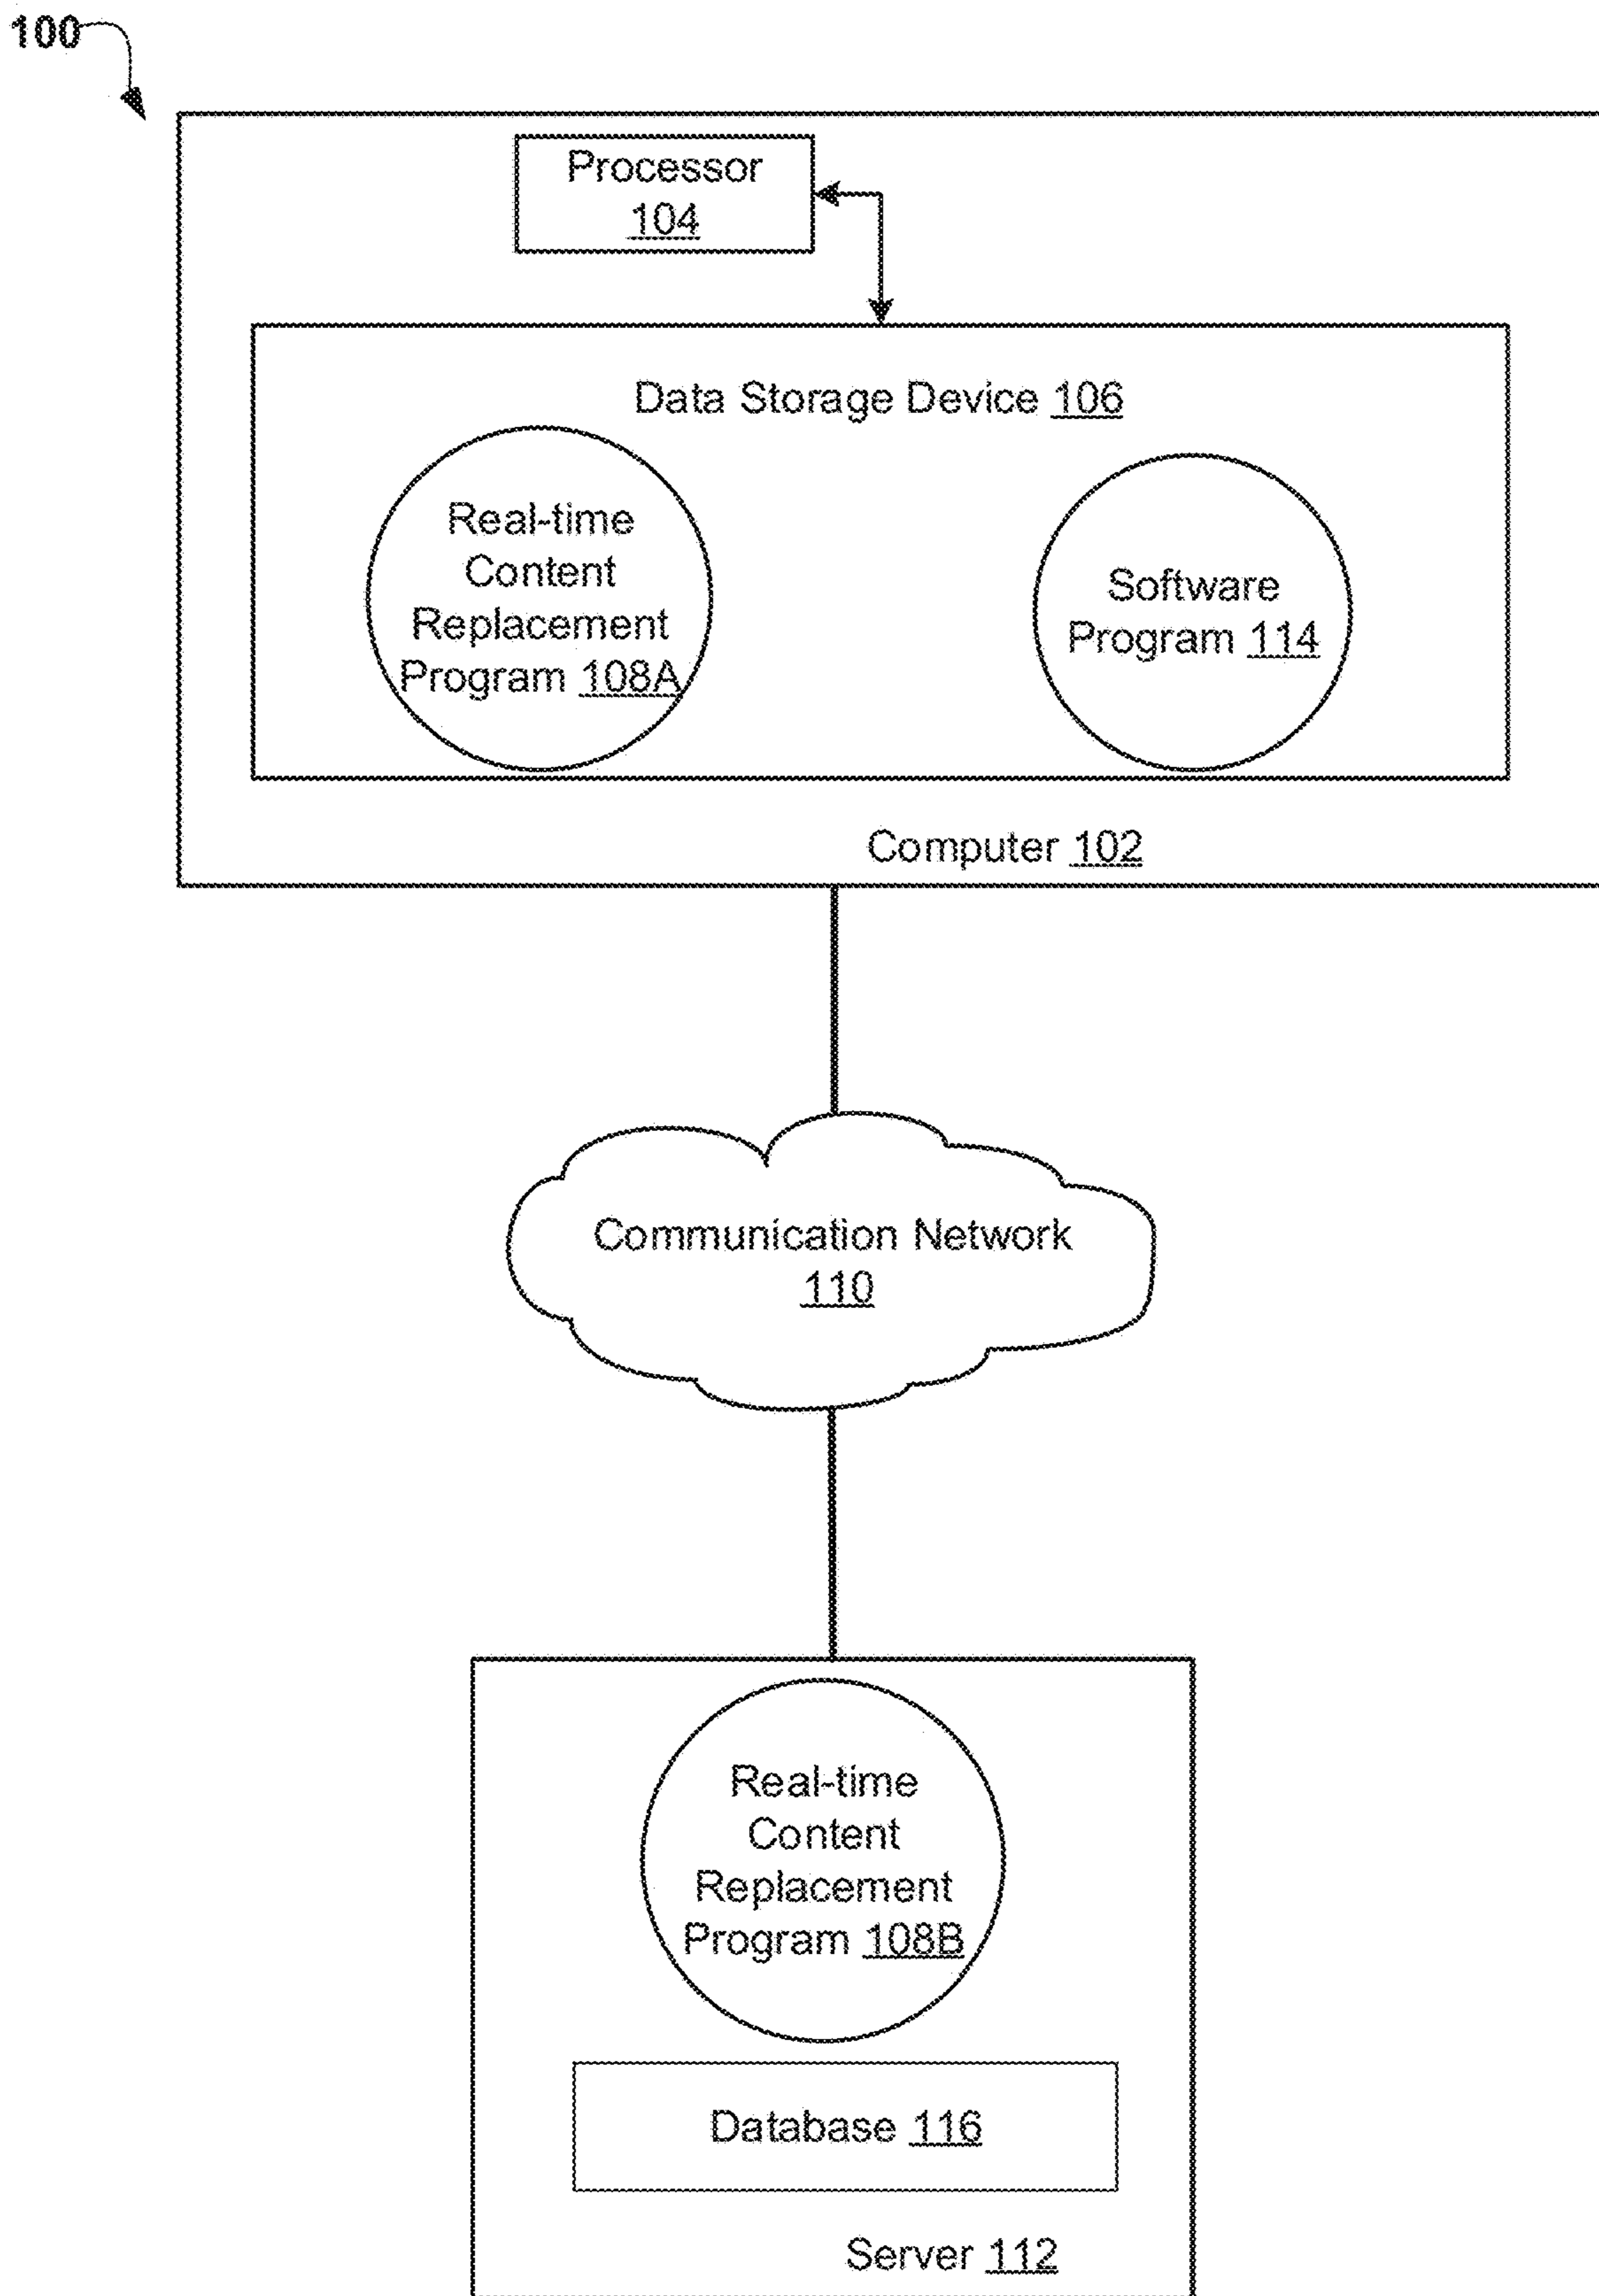 100
Processor
104
Data Storage Device 106
Real-time
Content
Replacement
Program 108A
Software
Program 114
Computer 102
Communication Network
110
Real-time
Content
Replacement
Program 108B
Database 116
Server 112